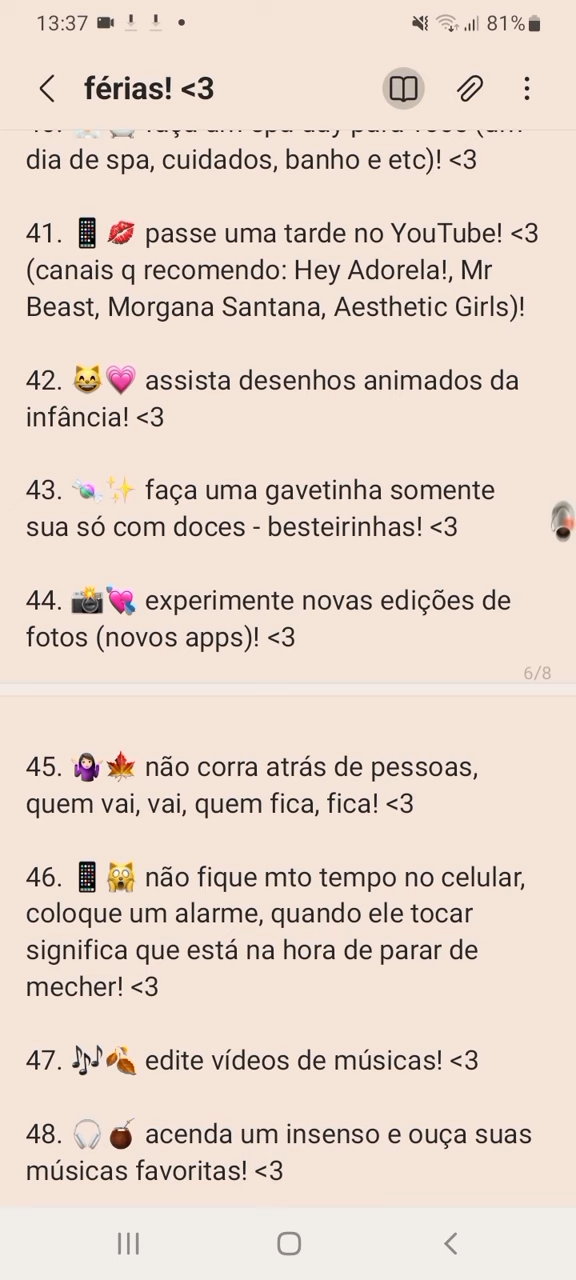 13:37 81%
férias! <3
dia de spa, cuidados, banho e etc)! <3
41. 📱💋 passe uma tarde no YouTube! <3
(canais q recomendo: Hey Adorela!, Mr
Beast, Morgana Santana, Aesthetic Girls)!
42. 😸💗 assista desenhos animados da
infância! <3
43. 🍬✨ faça uma gavetinha somente
sua só com doces - besteirinhas! <3
44. 📸💘 experimente novas edições de
fotos (novos apps)! <3
6/8
45. 🤷🏻‍♀️🍁 não corra atrás de pessoas,
quem vai, vai, quem fica, fica! <3
46. 📱🙀 não fique mto tempo no celular,
coloque um alarme, quando ele tocar
significa que está na hora de parar de
mecher! <3
47. 🎶🍂 edite vídeos de músicas! <3
48. 🎧🥥 acenda um insenso e ouça suas
músicas favoritas! <3